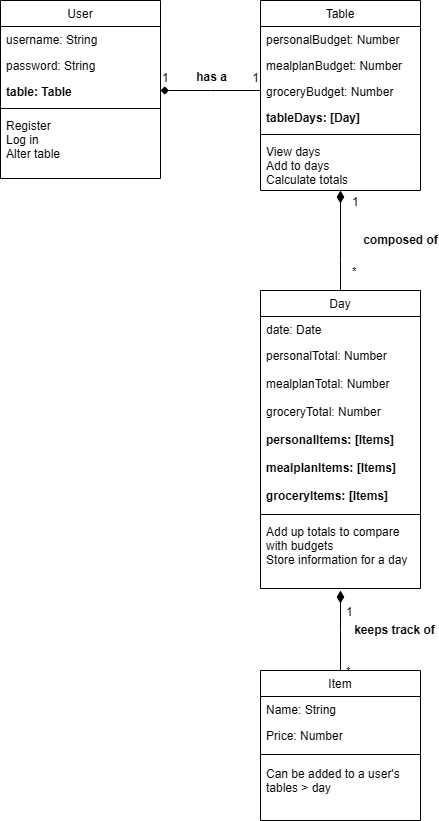 User
username: String
password: String
table: Table
Register
Log in
Alter table
1
has a
1
Table
personalBudget: Number
mealplanBudget: Number
groceryBudget: Number
tableDays: [Day]
View days
Add to days
Calculate totals
1
composed of
*
Day
date: Date
personalTotal: Number
mealplanTotal: Number
groceryTotal: Number
personalItems: [Items]
mealplanItems: [Items]
groceryItems: [Items]
Add up totals to compare
with budgets
Store information for a day
1
keeps track of
*
Item
Name: String
Price: Number
Can be added to a user's
tables > day